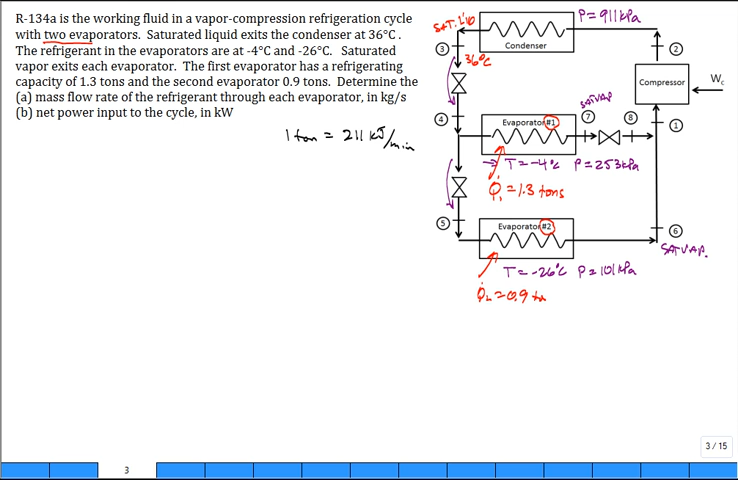 R-134a is the working fluid in a vapor-compression refrigeration cycle
with two evaporators. Saturated liquid exits the condenser at 36°C.
The refrigerant in the evaporators are at -4°C and -26°C. Saturated
vapor exits each evaporator. The first evaporator has a refrigerating
capacity of 1.3 tons and the second evaporator 0.9 tons. Determine the
(a) mass flow rate of the refrigerant through each evaporator, in kg/s
(b) net power input to the cycle, in kW
1 ton = 211 kJ/min
SAT. LIQ
P = 911 kPa
Condenser
3
36°C
2
Compressor
Wc
SAT VAP
4
Evaporator #1
7
8
1
T = -4°C P = 253 kPa
Q̇1 = 1.3 tons
5
Evaporator #2
6
SAT VAP.
T = -26°C P = 101 kPa
Q̇2 = 0.9 ton
3 / 15
3